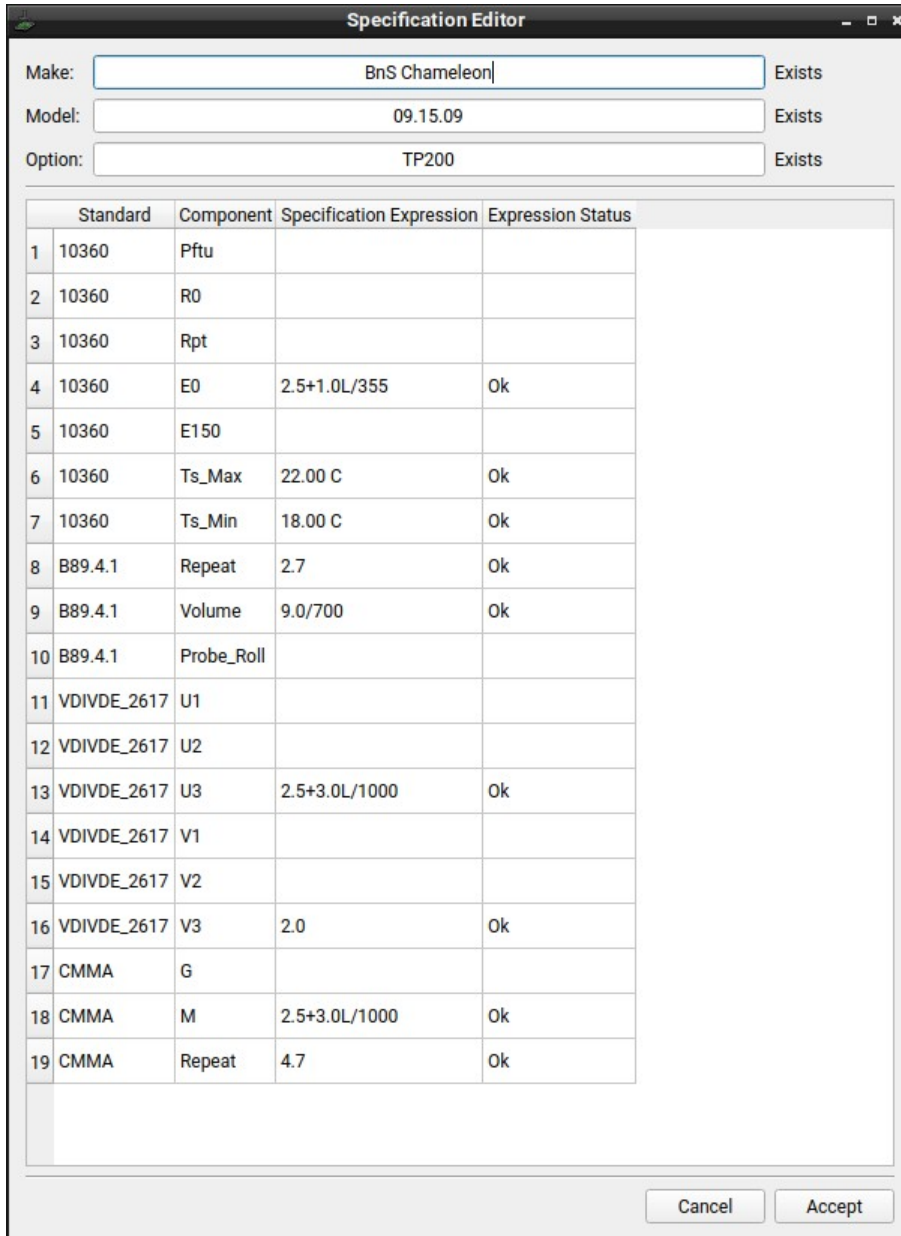 Specification Editor
Make: BnS Chameleon Exists
Model: 09.15.09 Exists
Option: TP200 Exists
Standard Component Specification Expression Expression Status
1 10360 Pftu
2 10360 R0
3 10360 Rpt
4 10360 E0 2.5+1.0L/355 Ok
5 10360 E150
6 10360 Ts_Max 22.00 C Ok
7 10360 Ts_Min 18.00 C Ok
8 B89.4.1 Repeat 2.7 Ok
9 B89.4.1 Volume 9.0/700 Ok
10 B89.4.1 Probe_Roll
11 VDIVDE_2617 U1
12 VDIVDE_2617 U2
13 VDIVDE_2617 U3 2.5+3.0L/1000 Ok
14 VDIVDE_2617 V1
15 VDIVDE_2617 V2
16 VDIVDE_2617 V3 2.0 Ok
17 CMMA G
18 CMMA M 2.5+3.0L/1000 Ok
19 CMMA Repeat 4.7 Ok
Cancel Accept